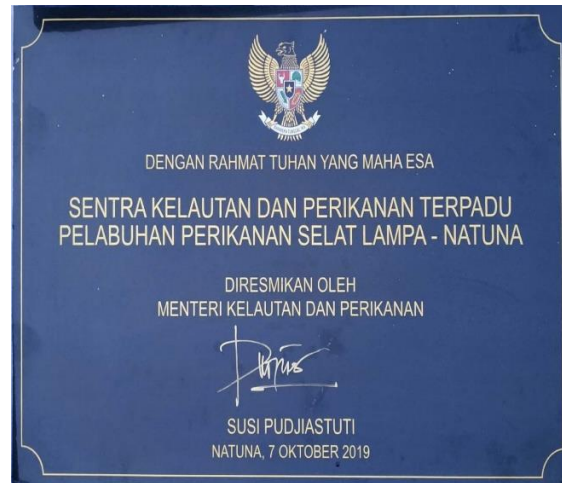 DENGAN RAHMAT TUHAN YANG MAHA ESA
SENTRA KELAUTAN DAN PERIKANAN TERPADU
PELABUHAN PERIKANAN SELAT LAMPA - NATUNA
DIRESMIKAN OLEH
MENTERI KELAUTAN DAN PERIKANAN
SUSI PUDJIASTUTI
NATUNA, 7 OKTOBER 2019